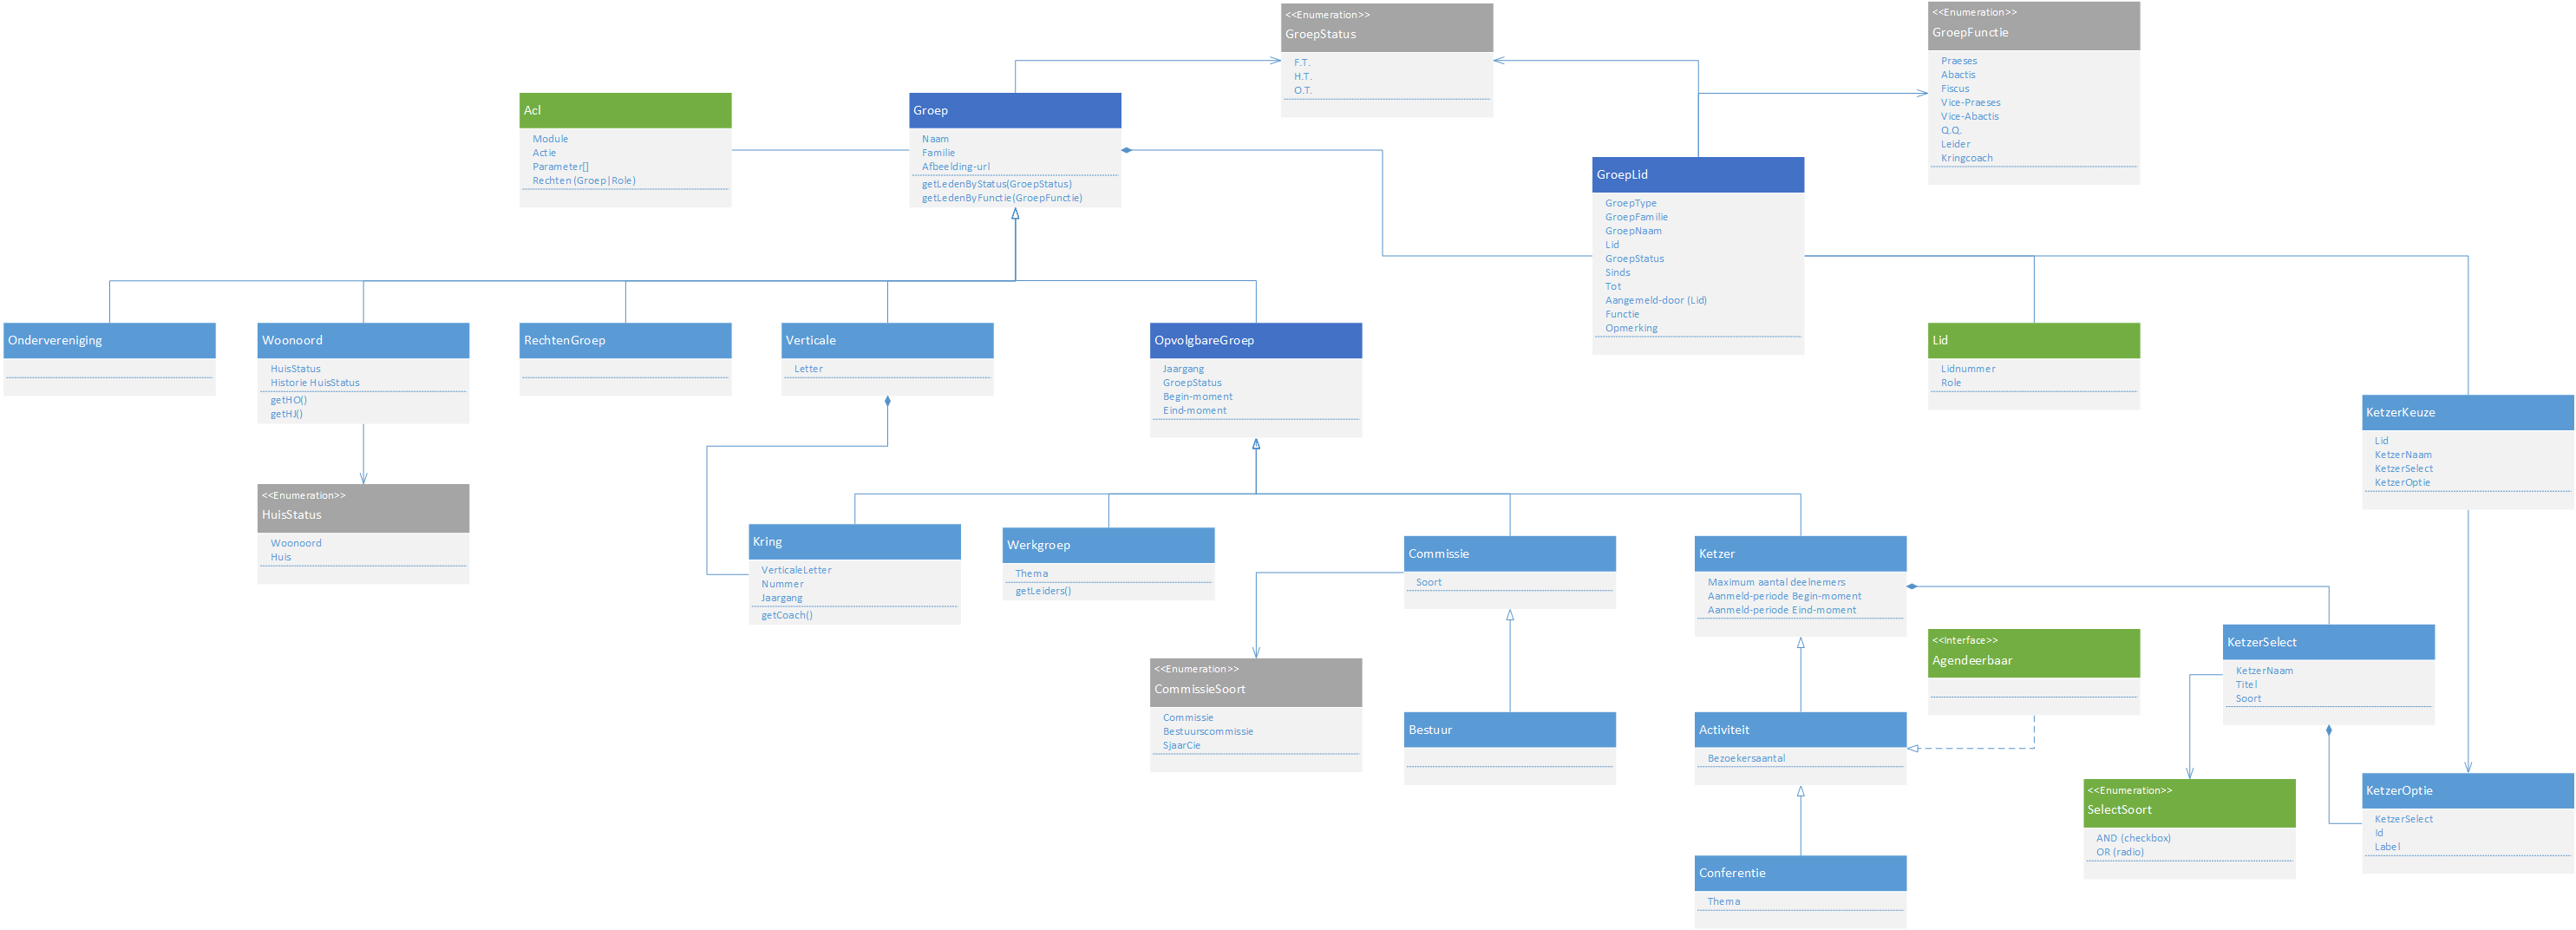 <<Enumeration>>
GroepStatus
F.T.
H.T.
O.T.
<<Enumeration>>
GroepFunctie
Praeses
Abactis
Fiscus
Vice-Praeses
Vice-Abactis
Q.Q.
Leider
Kringcoach
Acl
Module
Actie
Parameter[]
Rechten (Groep|Role)
Groep
Naam
Familie
Afbeelding-url
getLedenByStatus(GroepStatus)
getLedenByFunctie(GroepFunctie)
GroepLid
GroepType
GroepFamilie
GroepNaam
Lid
GroepStatus
Sinds
Tot
Aangemeld-door (Lid)
Functie
Opmerking
Ondervereniging
Woonoord
HuisStatus
Historie HuisStatus
getHO()
getHJ()
RechtenGroep
Verticale
Letter
OpvolgbareGroep
Jaargang
GroepStatus
Begin-moment
Eind-moment
Lid
Lidnummer
Role
KetzerKeuze
Lid
KetzerNaam
KetzerSelect
KetzerOptie
<<Enumeration>>
HuisStatus
Woonoord
Huis
Kring
VerticaleLetter
Nummer
Jaargang
getCoach()
Werkgroep
Thema
getLeiders()
Commissie
Soort
Ketzer
Maximum aantal deelnemers
Aanmeld-periode Begin-moment
Aanmeld-periode Eind-moment
<<Interface>>
Agendeerbaar
KetzerSelect
KetzerNaam
Titel
Soort
<<Enumeration>>
CommissieSoort
Commissie
Bestuurscommissie
SjaarCie
Bestuur
Activiteit
Bezoekersaantal
<<Enumeration>>
SelectSoort
AND (checkbox)
OR (radio)
KetzerOptie
KetzerSelect
Id
Label
Conferentie
Thema